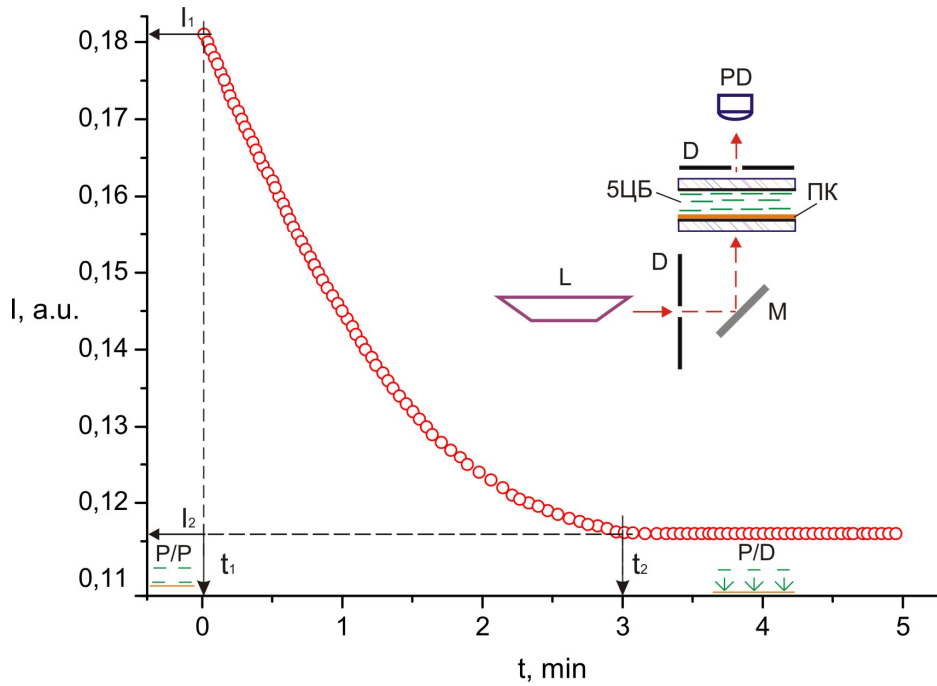 I₁
0,18
0,17
0,16
0,15
I, a.u.
0,14
0,13
0,12
I₂
0,11
P/P
t₁
t₂
P/D
0
1
2
3
4
5
t, min
PD
D
5ЦБ
ПК
D
L
M